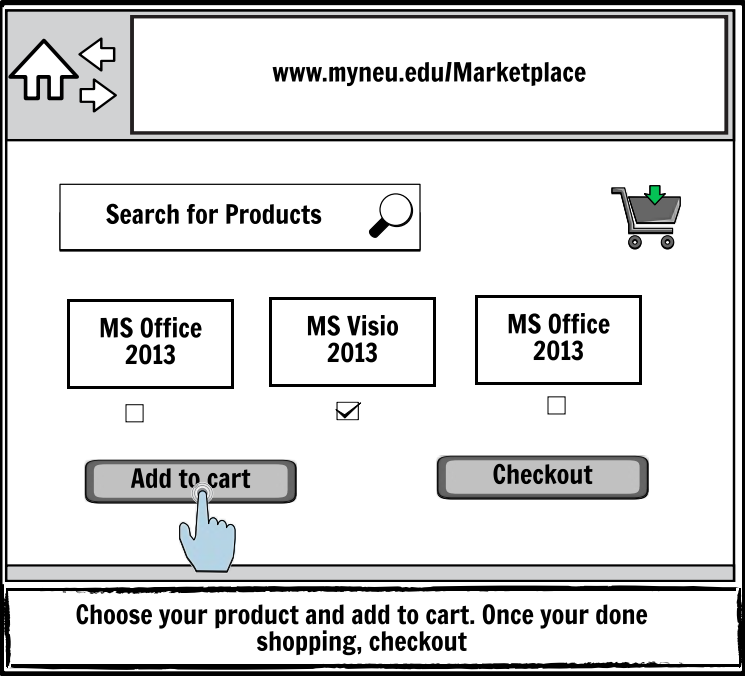 www.myneu.edu/Marketplace
Search for Products
MS Office
2013
MS Visio
2013
MS Office
2013
Add to cart
Checkout
Choose your product and add to cart. Once your done
shopping, checkout